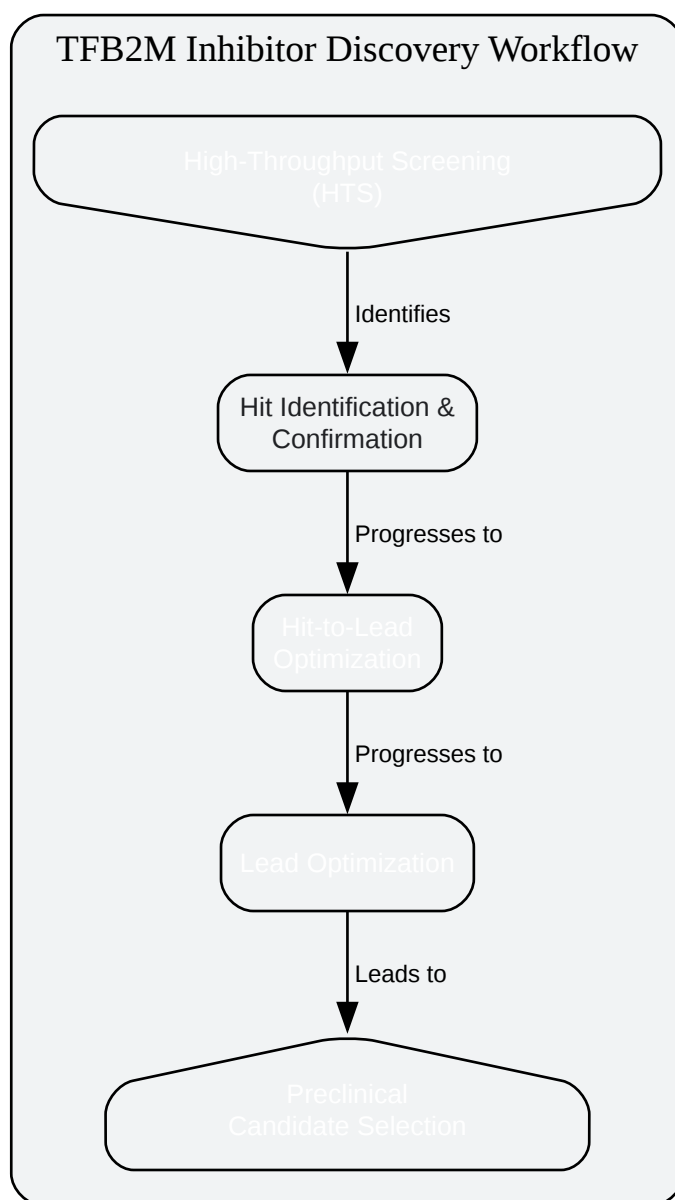 TFB2M Inhibitor Discovery Workflow
High-Throughput Screening
(HTS)
Identifies
Hit Identification &
Confirmation
Progresses to
Hit-to-Lead
Optimization
Progresses to
Lead Optimization
Leads to
Preclinical
Candidate Selection